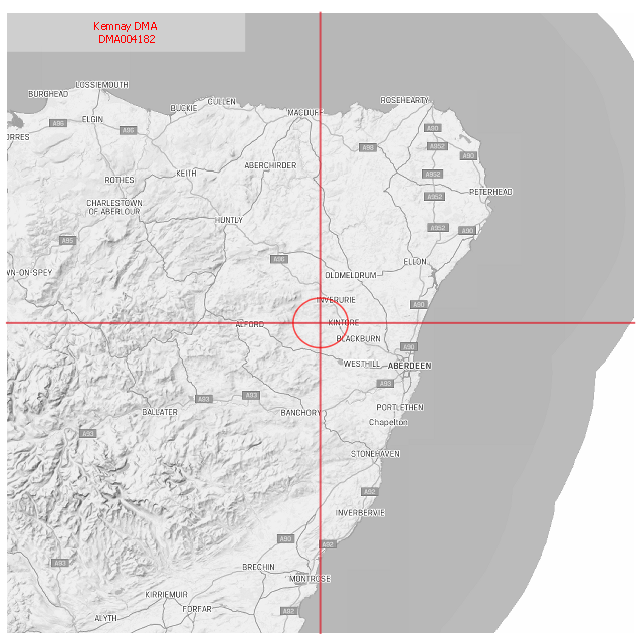 Kemnay DMA
DMA004182
LOSSIEMOUTH
BURGHEAD
CULLEN
ROSEHEARTY
BUCKIE
MACDUFF
ELGIN
A96
A90
A96
ORRES
A952
A98
A90
ABERCHIRDER
KEITH
A952
ROTHES
PETERHEAD
A952
CHARLESTOWN
OF ABERLOUR
HUNTLY
A952
A90
A95
A96
ELLON
WN-ON-SPEY
OLDMELDRUM
INVERURIE
A90
ALFORD
KINTORE
BLACKBURN
A90
WESTHILL
ABERDEEN
A93
A93
A93
BALLATER
BANCHORY
PORTLETHEN
Chapelton
A93
STONEHAVEN
A92
INVERBERVIE
A90
A92
A93
BRECHIN
MONTROSE
KIRRIEMUIR
FORFAR
A92
ALYTH